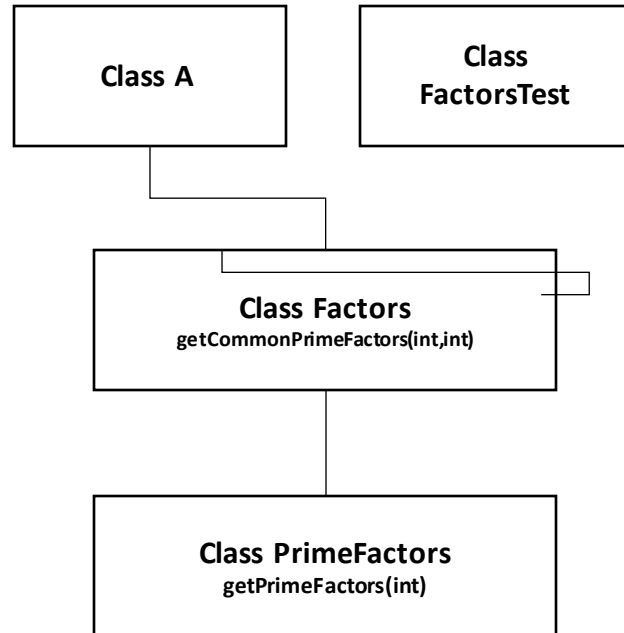 Class A
Class
FactorsTest
Class Factors
getCommonPrimeFactors(int,int)
Class PrimeFactors
getPrimeFactors(int)